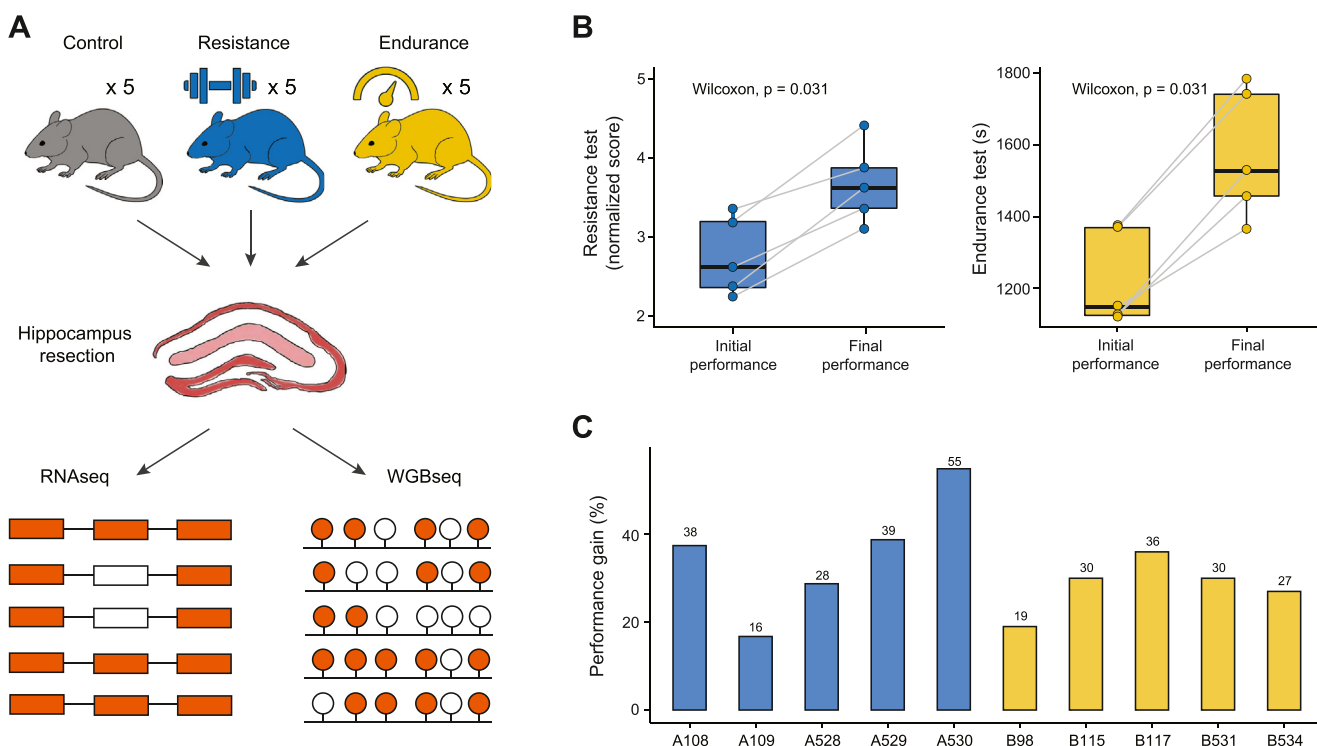 A
Control
Resistance
Endurance
x 5
x 5
x 5
Hippocampus
resection
RNAseq
WGBseq
B
Resistance test
(normalized score)
5
4
3
2
Wilcoxon, p = 0.031
Initial
performance
Final
performance
Endurance test (s)
1800
1600
1400
1200
Wilcoxon, p = 0.031
Initial
performance
Final
performance
C
Performance gain (%)
40
20
0
38
16
28
39
55
19
30
36
30
27
A108
A109
A528
A529
A530
B98
B115
B117
B531
B534